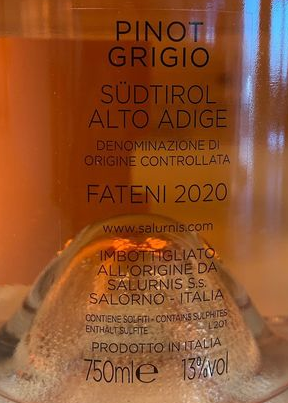 PINOT
GRIGIO
SÜDTIROL
ALTO ADIGE
DENOMINAZIONE DI
ORIGINE CONTROLLATA
FATENI 2020
www.salurnis.com
IMBOTTIGLIATO
ALL'ORIGINE DA
SALURNIS S.s.
SALORNO - ITALIA
CONTIENE SOLFITI - CONTAINS SULPHITES
ENTHÄLT SULFITE L 201
PRODOTTO IN ITALIA
750ml℮ 13%vol